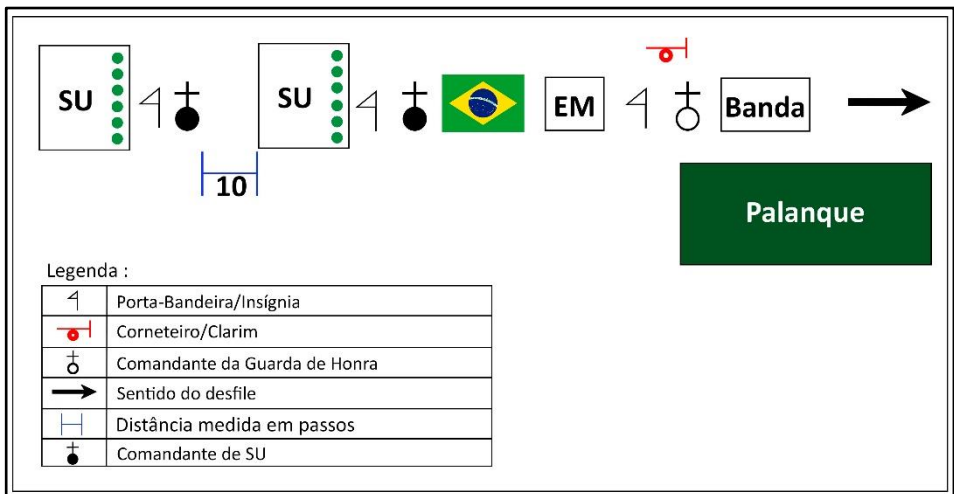 SU
SU
EM
Banda
10
Palanque
Legenda :
Porta-Bandeira/Insígnia
Corneteiro/Clarim
Comandante da Guarda de Honra
Sentido do desfile
Distância medida em passos
Comandante de SU